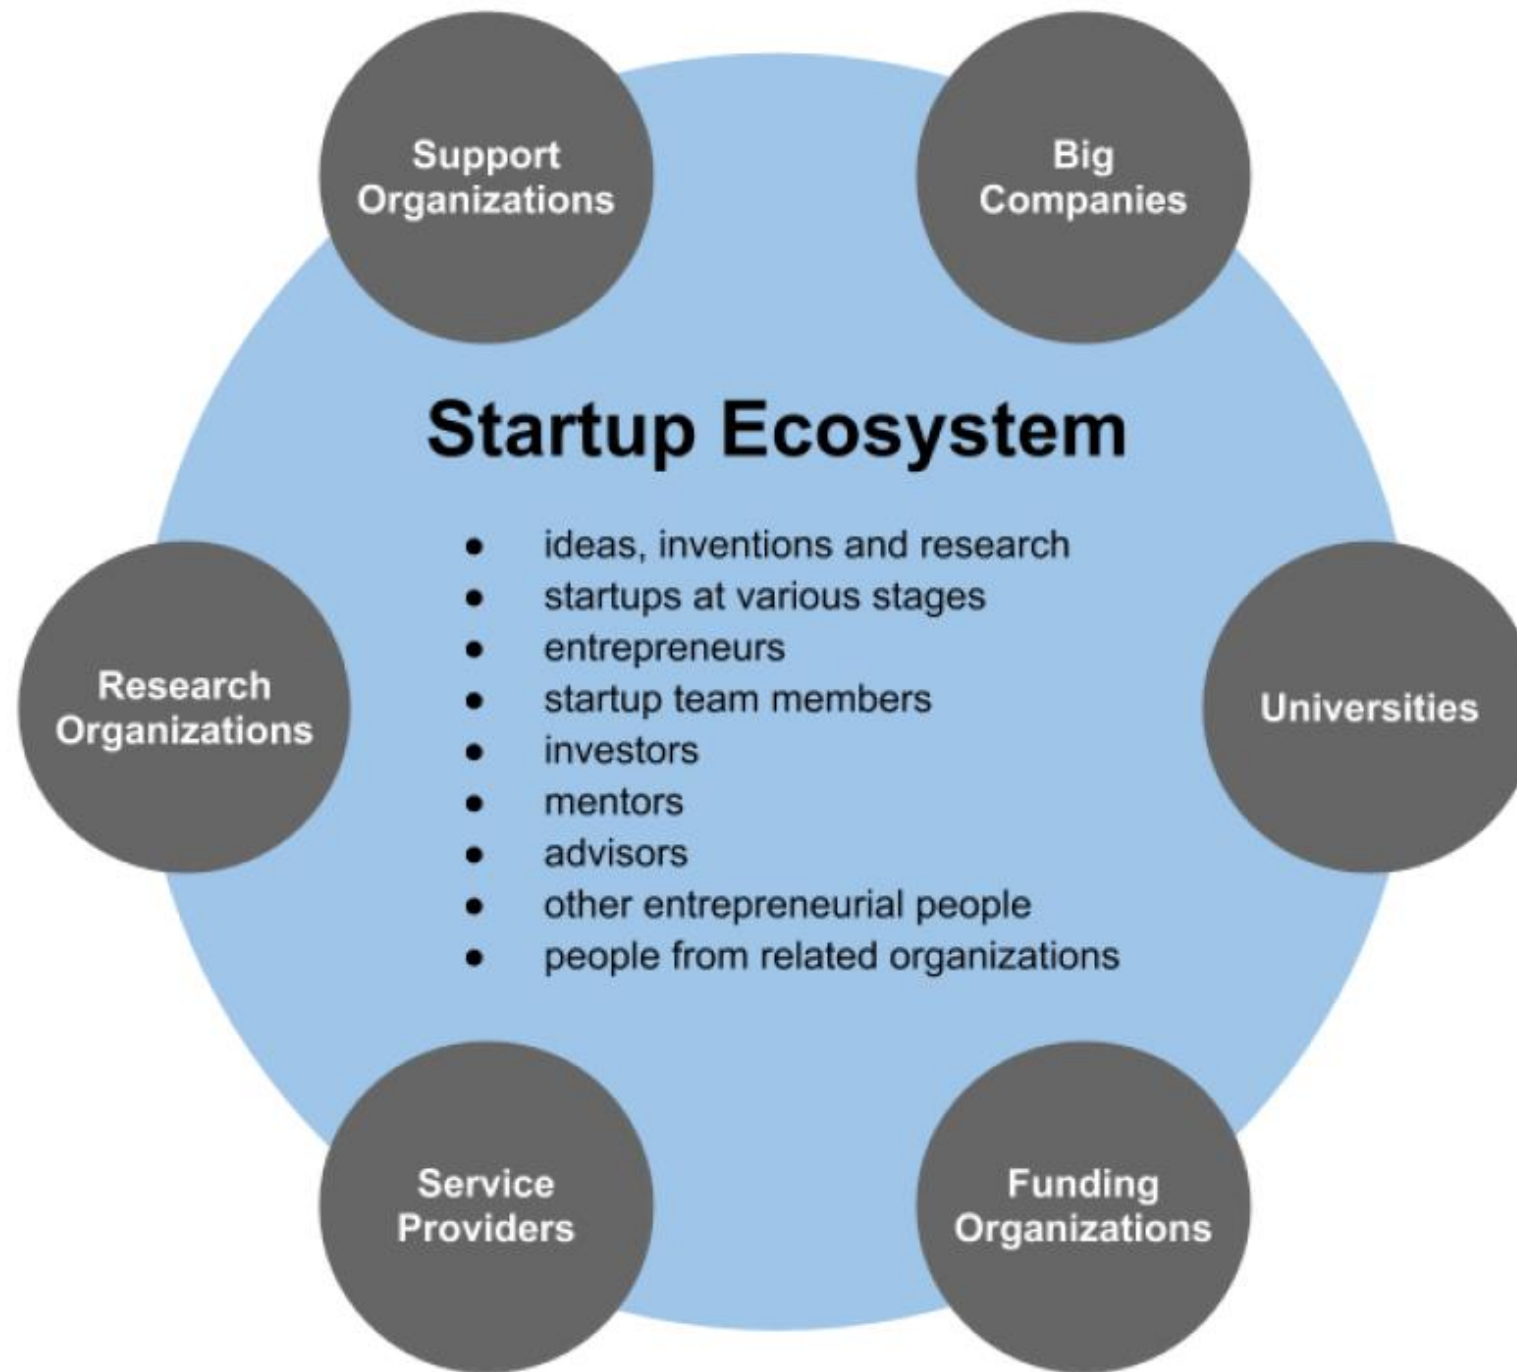 Support
Organizations
Big
Companies
Startup Ecosystem
● ideas, inventions and research
● startups at various stages
● entrepreneurs
● startup team members
● investors
● mentors
● advisors
● other entrepreneurial people
● people from related organizations
Research
Organizations
Universities
Service
Providers
Funding
Organizations